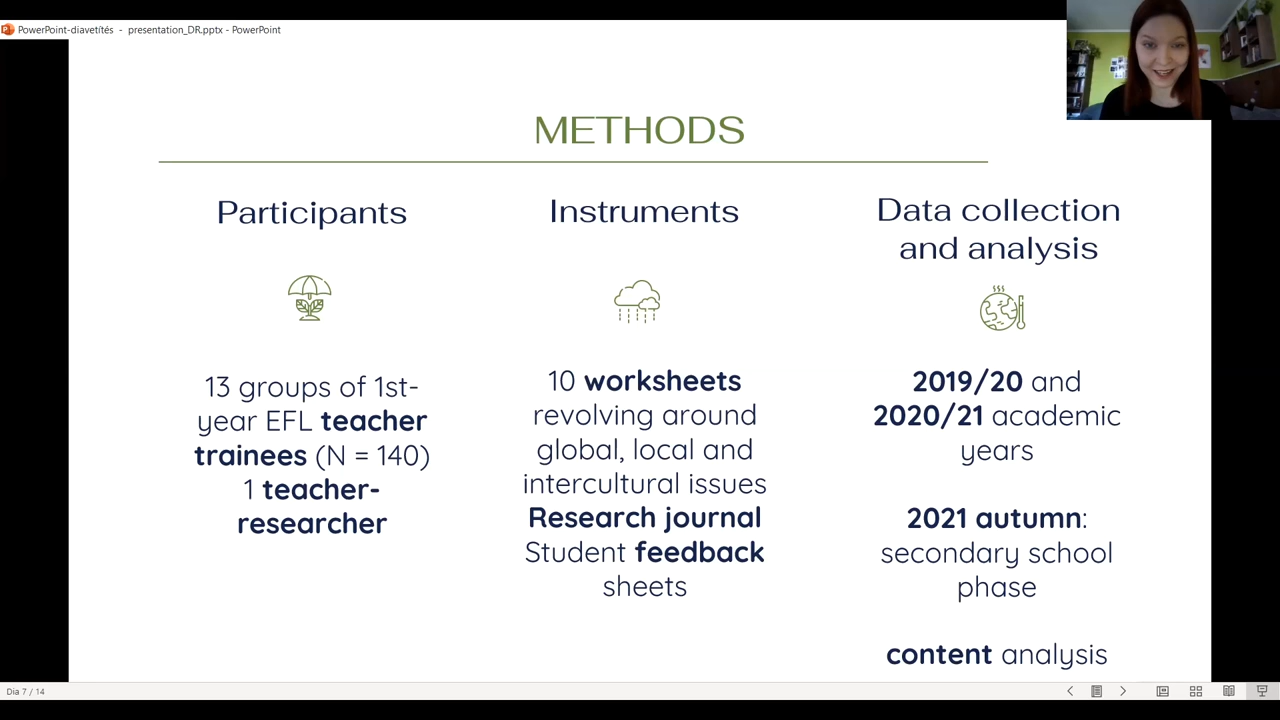 PowerPoint-diavetítés - presentation_DR.pptx - PowerPoint
METHODS
Participants
13 groups of 1st-
year EFL teacher
trainees (N = 140)
1 teacher-
researcher
Instruments
10 worksheets
revolving around
global, local and
intercultural issues
Research journal
Student feedback
sheets
Data collection
and analysis
2019/20 and
2020/21 academic
years
2021 autumn:
secondary school
phase
content analysis
Dia 7 / 14